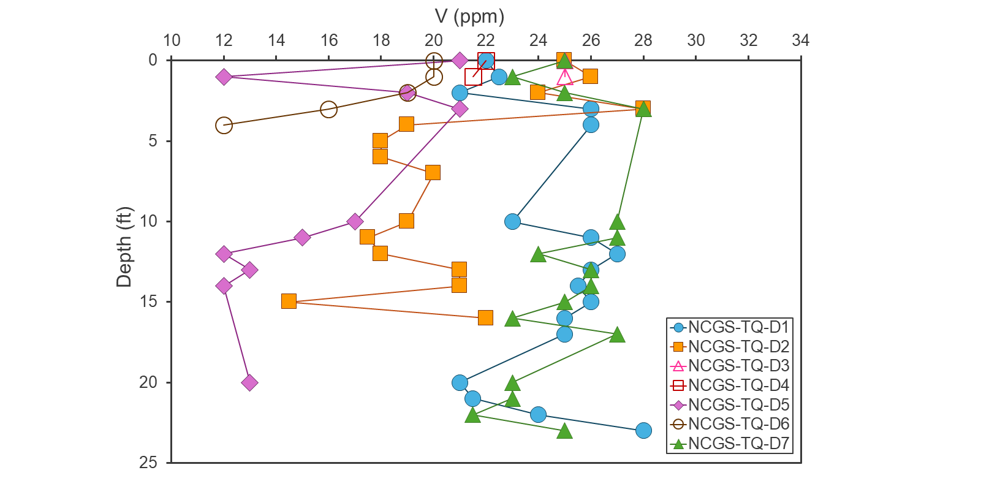 V (ppm)
10 12 14 16 18 20 22 24 26 28 30 32 34
0
5
10
15
20
25
Depth (ft)
NCGS-TQ-D1
NCGS-TQ-D2
NCGS-TQ-D3
NCGS-TQ-D4
NCGS-TQ-D5
NCGS-TQ-D6
NCGS-TQ-D7